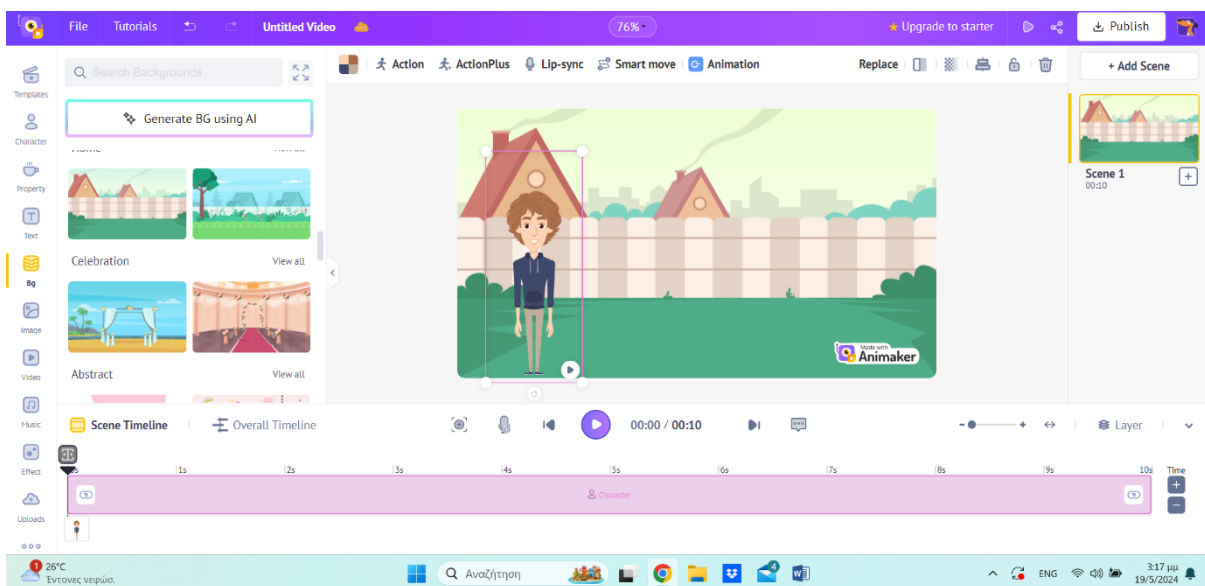 File Tutorials Untitled Video 76% Upgrade to starter Publish
Templates
Character
Property
Text
Bg
Image
Video
Music
Effect
Uploads
Search Backgrounds
Generate BG using AI
View all
Celebration View all
Abstract View all
Action ActionPlus Lip-sync Smart move Animation Replace
Made with
Animaker
+ Add Scene
Scene 1
00:10
Scene Timeline Overall Timeline 00:00 / 00:10 Layer
1s 2s 3s 4s 5s 6s 7s 8s 9s 10s Time
Character
1 26°C
Έντονες νεφώσ.
Αναζήτηση
4
ENG
3:17 μμ
19/5/2024